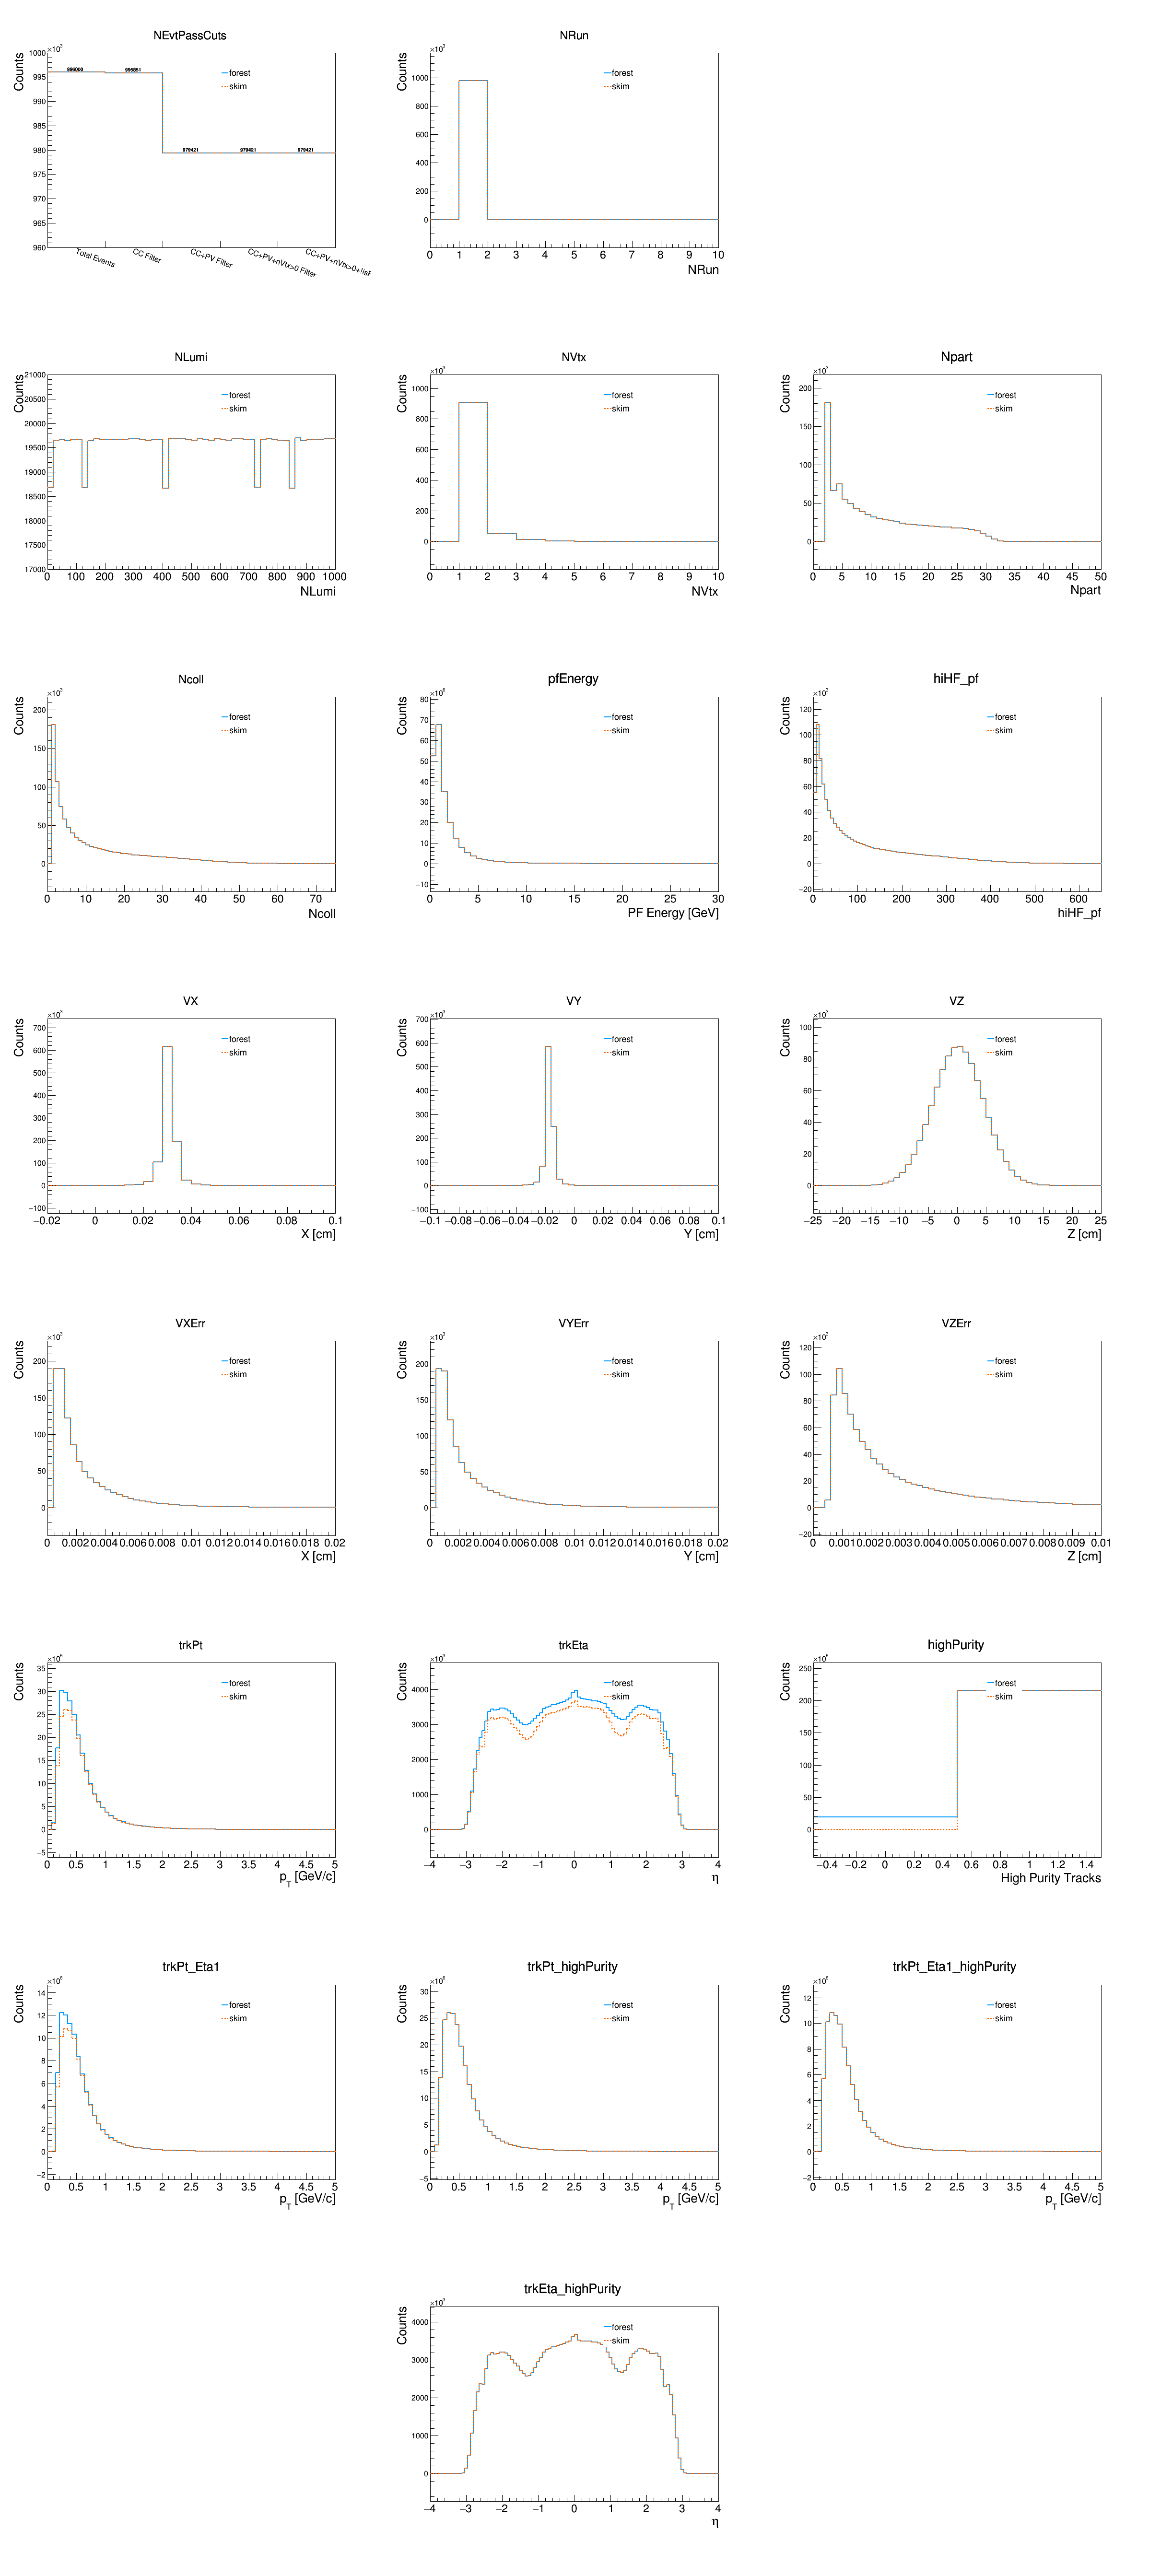 NEvtPassCuts
Counts
×10³
1000
995
990
985
980
975
970
965
960
996000
995851
979421
979421
979421
forest
skim
Total Events
CC Filter
CC+PV Filter
CC+PV+nVtx>0 Filter
NRun
Counts
×10³
1000
800
600
400
200
0
forest
skim
0 1 2 3 4 5 6 7 8 9 10
NRun
NLumi
Counts
21000
20500
20000
19500
19000
18500
18000
17500
17000
forest
skim
0 100 200 300 400 500 600 700 800 900 1000
NLumi
NVtx
Counts
×10³
1000
800
600
400
200
0
forest
skim
0 1 2 3 4 5 6 7 8 9 10
NVtx
Npart
Counts
×10³
200
150
100
50
0
forest
skim
0 5 10 15 20 25 30 35 40 45 50
Npart
Ncoll
Counts
×10³
200
150
100
50
0
forest
skim
0 10 20 30 40 50 60 70
Ncoll
pfEnergy
Counts
×10⁶
80
70
60
50
40
30
20
10
0
−10
forest
skim
0 5 10 15 20 25 30
PF Energy [GeV]
hiHF_pf
Counts
×10³
120
100
80
60
40
20
0
−20
forest
skim
0 100 200 300 400 500 600
hiHF_pf
VX
Counts
×10³
700
600
500
400
300
200
100
0
−100
forest
skim
−0.02 0 0.02 0.04 0.06 0.08 0.1
X [cm]
VY
Counts
×10³
700
600
500
400
300
200
100
0
−100
forest
skim
−0.1 −0.08 −0.06 −0.04 −0.02 0 0.02 0.04 0.06 0.08 0.1
Y [cm]
VZ
Counts
×10³
100
80
60
40
20
0
forest
skim
−25 −20 −15 −10 −5 0 5 10 15 20 25
Z [cm]
VXErr
Counts
×10³
200
150
100
50
0
forest
skim
0 0.002 0.004 0.006 0.008 0.01 0.012 0.014 0.016 0.018 0.02
X [cm]
VYErr
Counts
×10³
200
150
100
50
0
forest
skim
0 0.002 0.004 0.006 0.008 0.01 0.012 0.014 0.016 0.018 0.02
Y [cm]
VZErr
Counts
×10³
120
100
80
60
40
20
0
−20
forest
skim
0 0.001 0.002 0.003 0.004 0.005 0.006 0.007 0.008 0.009 0.01
Z [cm]
trkPt
Counts
×10⁶
35
30
25
20
15
10
5
0
−5
forest
skim
0 0.5 1 1.5 2 2.5 3 3.5 4 4.5 5
p_T [GeV/c]
trkEta
Counts
×10³
4000
3000
2000
1000
0
forest
skim
−4 −3 −2 −1 0 1 2 3 4
η
highPurity
Counts
×10⁶
250
200
150
100
50
0
forest
skim
−0.4 −0.2 0 0.2 0.4 0.6 0.8 1 1.2 1.4
High Purity Tracks
trkPt_Eta1
Counts
×10⁶
14
12
10
8
6
4
2
0
−2
forest
skim
0 0.5 1 1.5 2 2.5 3 3.5 4 4.5 5
p_T [GeV/c]
trkPt_highPurity
Counts
×10⁶
30
25
20
15
10
5
0
−5
forest
skim
0 0.5 1 1.5 2 2.5 3 3.5 4 4.5 5
p_T [GeV/c]
trkPt_Eta1_highPurity
Counts
×10⁶
12
10
8
6
4
2
0
−2
forest
skim
0 0.5 1 1.5 2 2.5 3 3.5 4 4.5 5
p_T [GeV/c]
trkEta_highPurity
Counts
×10³
4000
3000
2000
1000
0
forest
skim
−4 −3 −2 −1 0 1 2 3 4
η